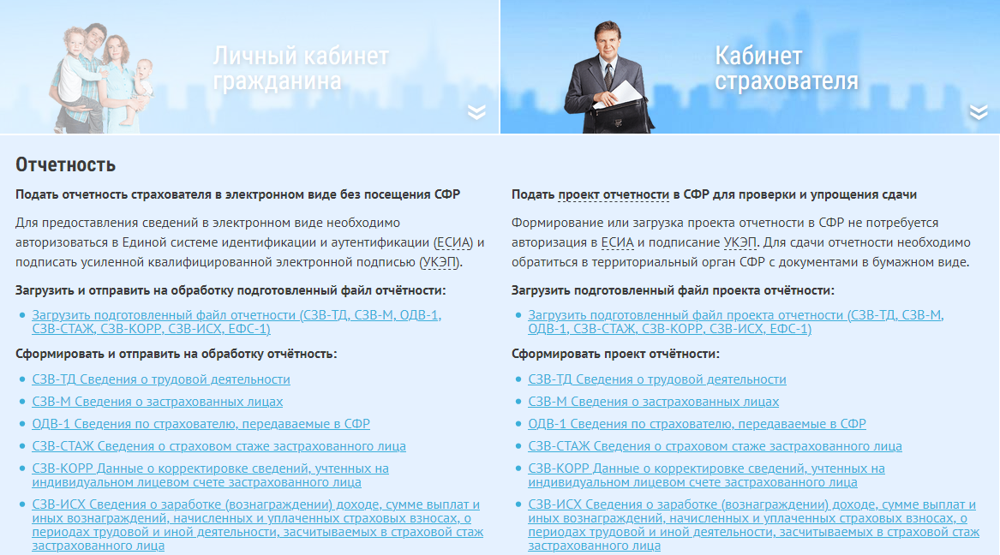 Личный кабинет
гражданина
Кабинет
страхователя
Отчетность
Подать отчетность страхователя в электронном виде без посещения СФР
Для предоставления сведений в электронном виде необходимо
авторизоваться в Единой системе идентификации и аутентификации (ЕСИА) и
подписать усиленной квалифицированной электронной подписью (УКЭП).
Загрузить и отправить на обработку подготовленный файл отчётности:
Загрузить подготовленный файл отчетности (СЗВ-ТД, СЗВ-М, ОДВ-1,
СЗВ-СТАЖ, СЗВ-КОРР, СЗВ-ИСХ, ЕФС-1)
Сформировать и отправить на обработку отчётность:
СЗВ-ТД Сведения о трудовой деятельности
СЗВ-М Сведения о застрахованных лицах
ОДВ-1 Сведения по страхователю, передаваемые в СФР
СЗВ-СТАЖ Сведения о страховом стаже застрахованного лица
СЗВ-КОРР Данные о корректировке сведений, учтенных на
индивидуальном лицевом счете застрахованного лица
СЗВ-ИСХ Сведения о заработке (вознаграждении) доходе, сумме выплат и
иных вознаграждений, начисленных и уплаченных страховых взносах, о
периодах трудовой и иной деятельности, засчитываемых в страховой стаж
застрахованного лица
Подать проект отчетности в СФР для проверки и упрощения сдачи
Формирование или загрузка проекта отчетности в СФР не потребуется
авторизация в ЕСИА и подписание УКЭП. Для сдачи отчетности необходимо
обратиться в территориальный орган СФР с документами в бумажном виде.
Загрузить подготовленный файл проекта отчётности:
Загрузить подготовленный файл проекта отчетности (СЗВ-ТД, СЗВ-М,
ОДВ-1, СЗВ-СТАЖ, СЗВ-КОРР, СЗВ-ИСХ, ЕФС-1)
Сформировать проект отчётности:
СЗВ-ТД Сведения о трудовой деятельности
СЗВ-М Сведения о застрахованных лицах
ОДВ-1 Сведения по страхователю, передаваемые в СФР
СЗВ-СТАЖ Сведения о страховом стаже застрахованного лица
СЗВ-КОРР Данные о корректировке сведений, учтенных на
индивидуальном лицевом счете застрахованного лица
СЗВ-ИСХ Сведения о заработке (вознаграждении) доходе, сумме выплат и
иных вознаграждений, начисленных и уплаченных страховых взносах, о
периодах трудовой и иной деятельности, засчитываемых в страховой стаж
застрахованного лица